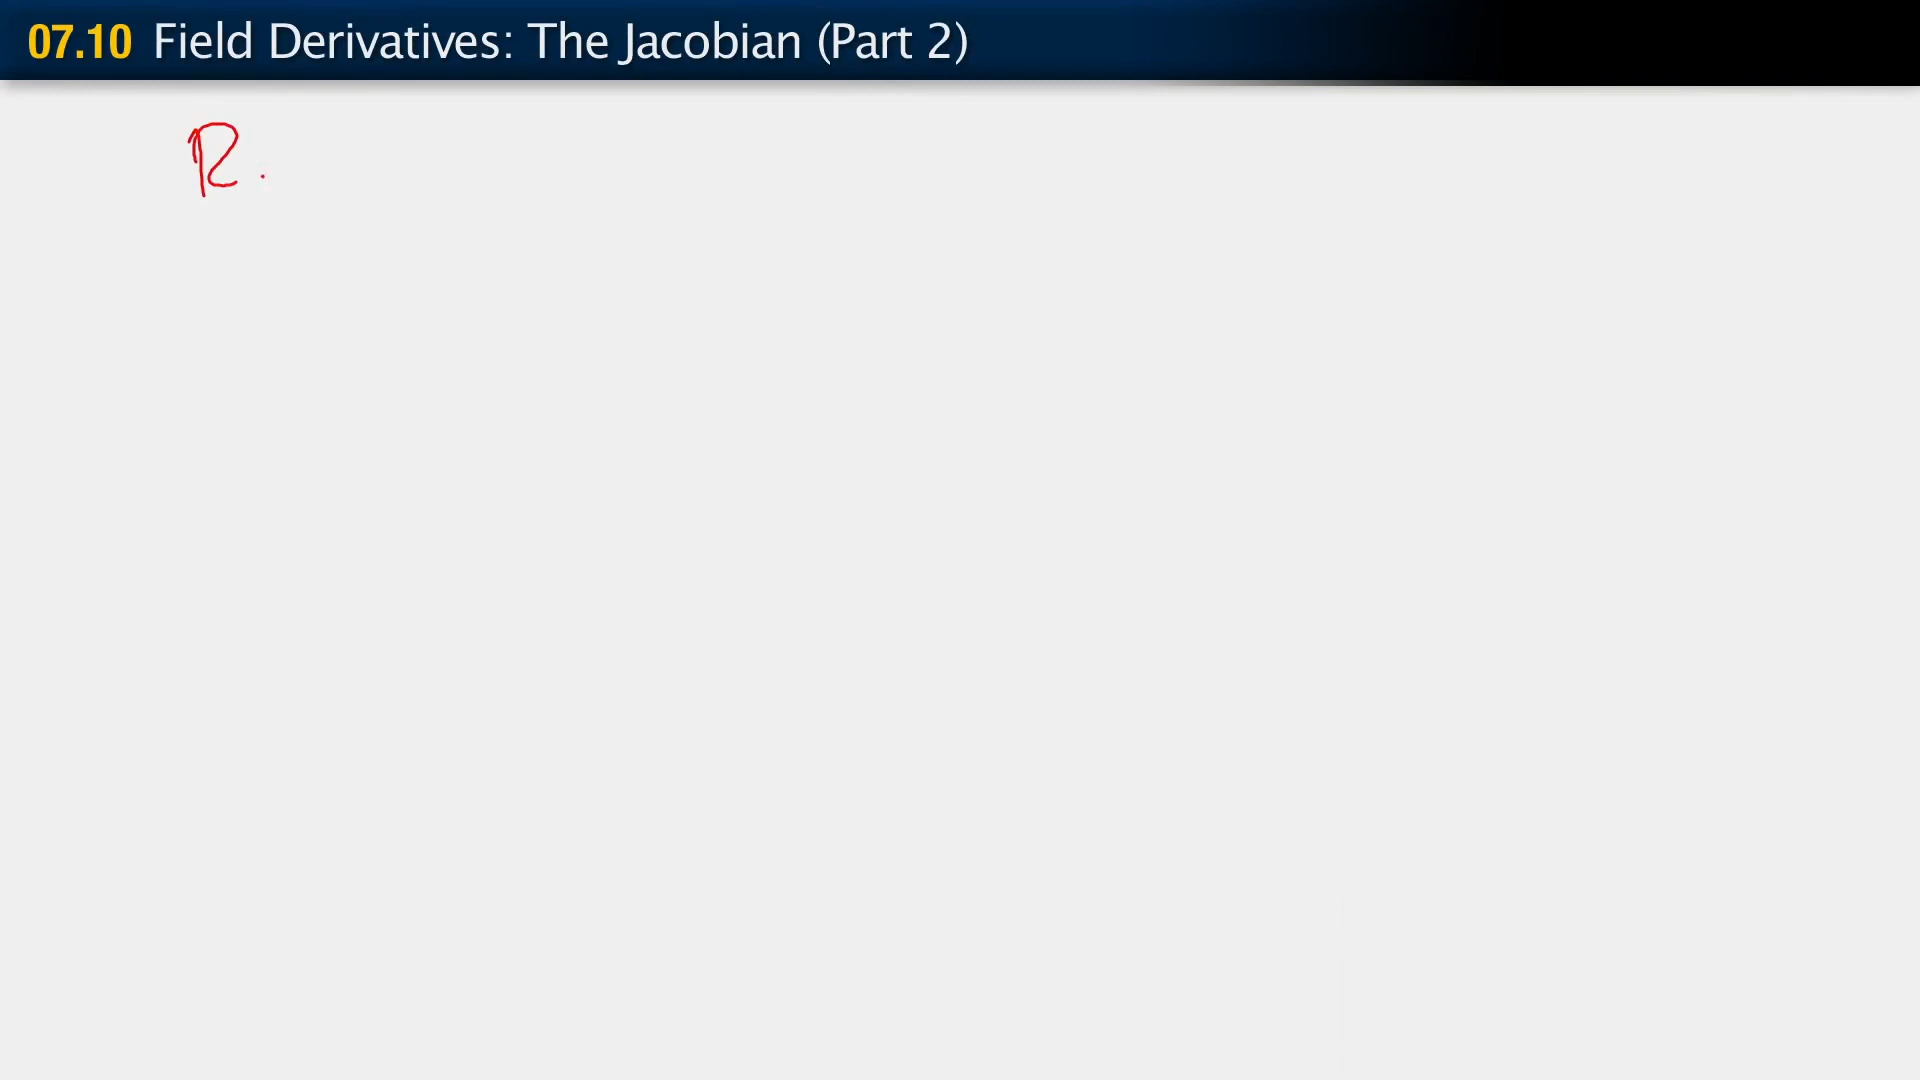 07.10 Field Derivatives: The Jacobian (Part 2)
R.